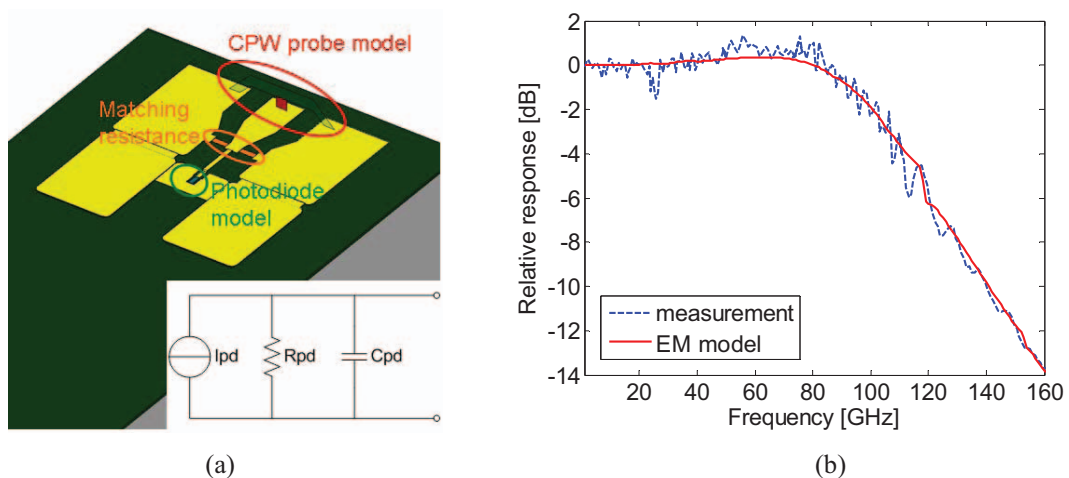 CPW probe model
Matching
resistance
Photodiode
model
Ipd
Rpd
Cpd
(a)
2
0
-2
-4
-6
-8
-10
-12
-14
Relative response [dB]
measurement
EM model
20 40 60 80 100 120 140 160
Frequency [GHz]
(b)